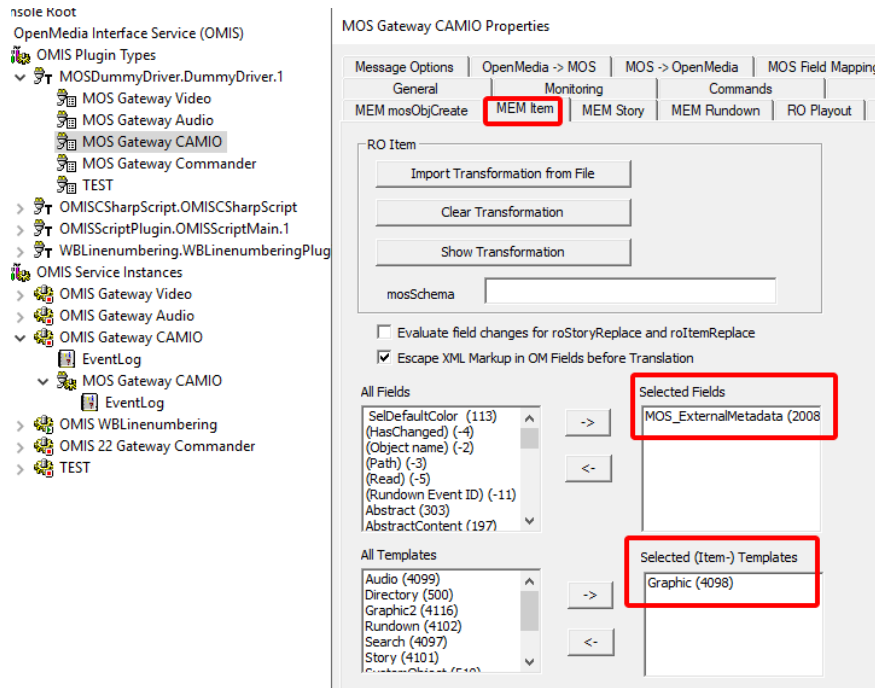 nsole Root
OpenMedia Interface Service (OMIS)
OMIS Plugin Types
MOSDummyDriver.DummyDriver.1
MOS Gateway Video
MOS Gateway Audio
MOS Gateway CAMIO
MOS Gateway Commander
TEST
OMISCSharpScript.OMISCSharpScript
OMISScriptPlugin.OMISScriptMain.1
WBLinenumbering.WBLinenumberingPlug
OMIS Service Instances
OMIS Gateway Video
OMIS Gateway Audio
OMIS Gateway CAMIO
EventLog
MOS Gateway CAMIO
EventLog
OMIS WBLinenumbering
OMIS 22 Gateway Commander
TEST
MOS Gateway CAMIO Properties
Message Options OpenMedia -> MOS MOS -> OpenMedia MOS Field Mapping
General Monitoring Commands
MEM mosObjCreate MEM Item MEM Story MEM Rundown RO Playout
RO Item
Import Transformation from File
Clear Transformation
Show Transformation
mosSchema
Evaluate field changes for roStoryReplace and roItemReplace
Escape XML Markup in OM Fields before Translation
All Fields
SelDefaultColor (113)
(HasChanged) (-4)
(Object name) (-2)
(Path) (-3)
(Read) (-5)
(Rundown Event ID) (-11)
Abstract (303)
AbstractContent (197)
->
<-
Selected Fields
MOS_ExternalMetadata (2008
All Templates
Audio (4099)
Directory (500)
Graphic2 (4116)
Rundown (4102)
Search (4097)
Story (4101)
SystemObject (510)
->
<-
Selected (Item-) Templates
Graphic (4098)